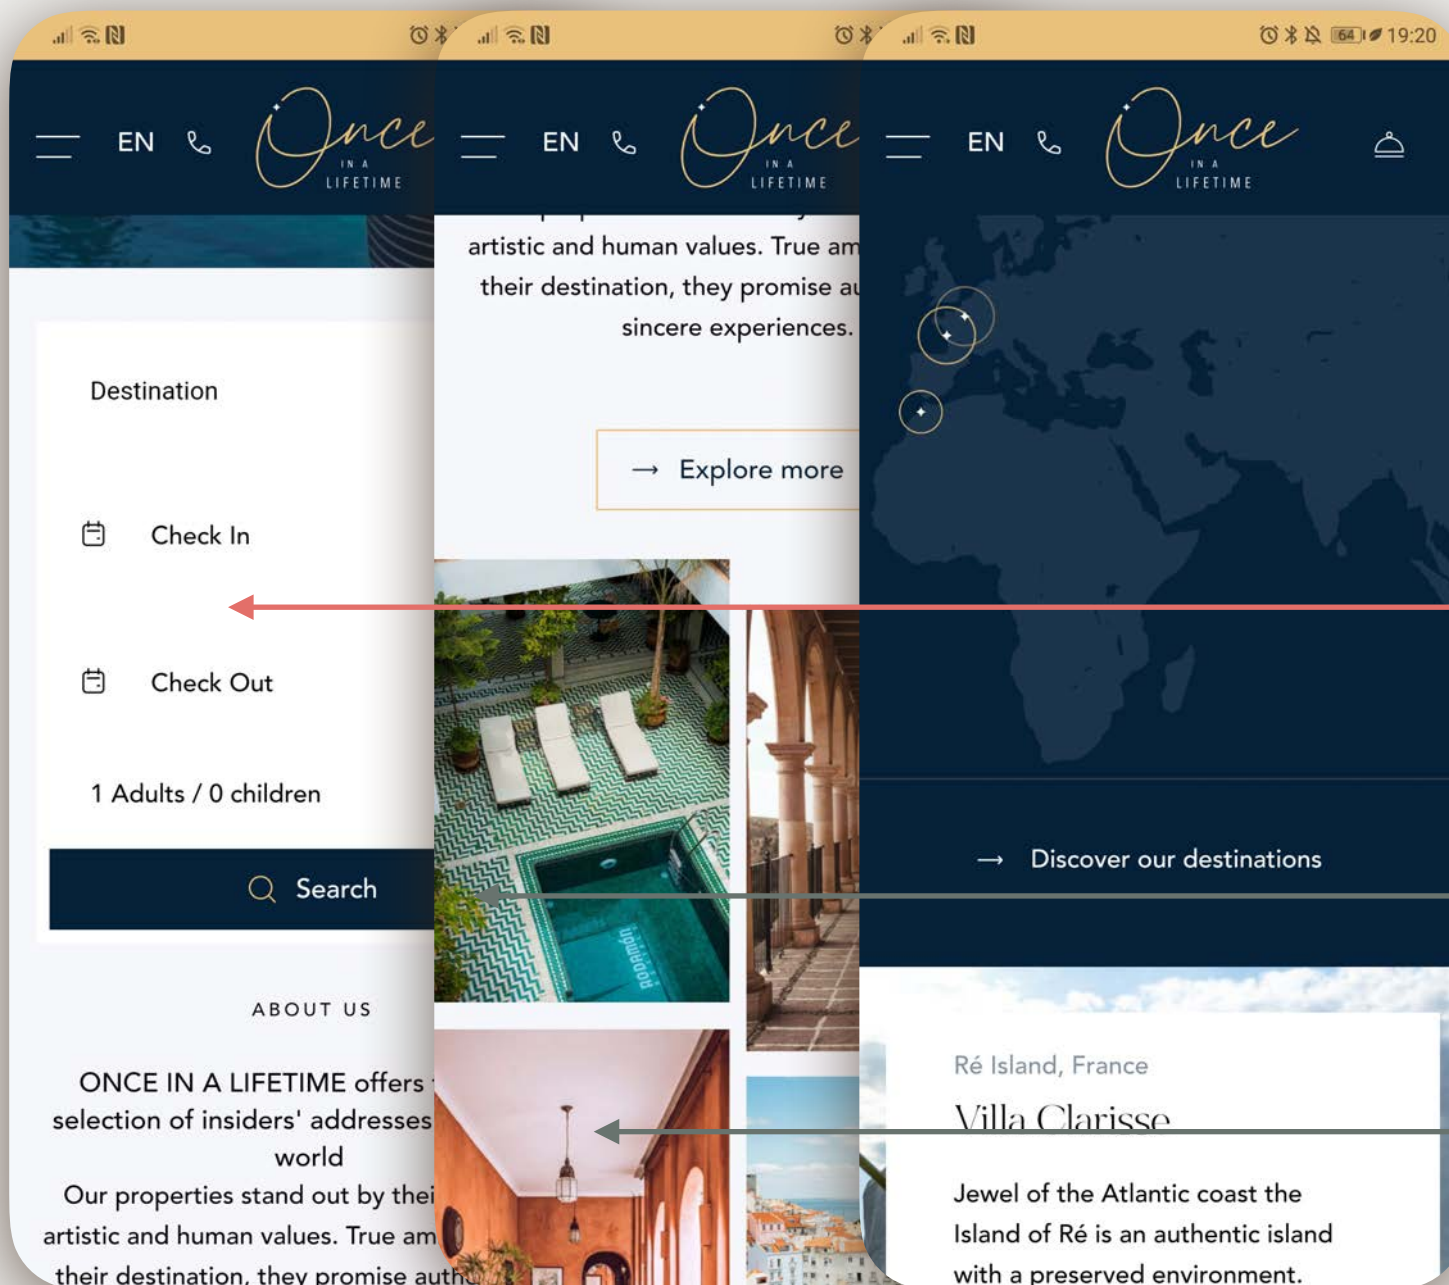 EN
Once
IN A
LIFETIME
Destination
Check In
Check Out
1 Adults / 0 children
Search
ABOUT US
ONCE IN A LIFETIME offers
selection of insiders' addresses
world
Our properties stand out by thei
artistic and human values. True am
their destination, they promise auth
EN
Once
IN A
LIFETIME
artistic and human values. True am
their destination, they promise au
sincere experiences.
→ Explore more
RODAMÓN
64 19:20
EN
Once
IN A
LIFETIME
→ Discover our destinations
Ré Island, France
Villa Clarisse
Jewel of the Atlantic coast the
Island of Ré is an authentic island
with a preserved environment.